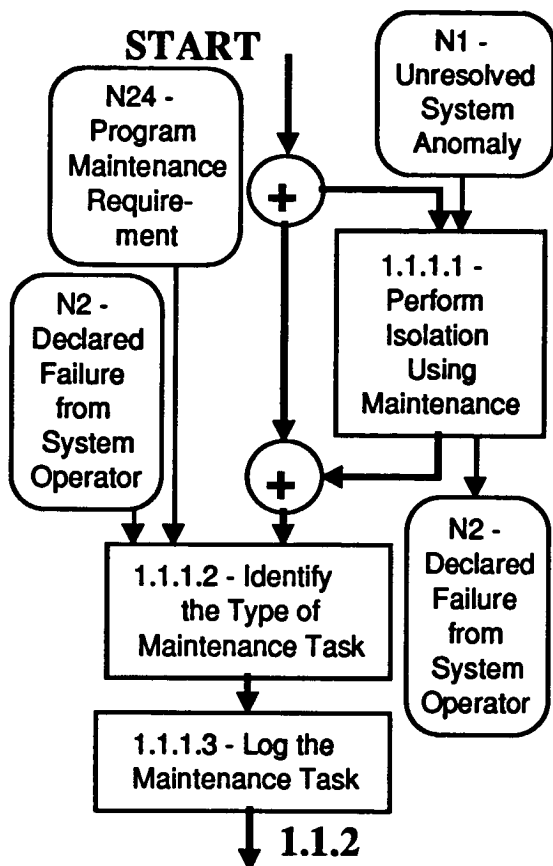 START
N1 -
Unresolved
System
Anomaly
N24 -
Program
Maintenance
Require-
ment
+
1.1.1.1 -
Perform
Isolation
Using
Maintenance
N2 -
Declared
Failure
from
System
Operator
+
N2 -
Declared
Failure
from
System
Operator
1.1.1.2 - Identify
the Type of
Maintenance Task
1.1.1.3 - Log the
Maintenance Task
1.1.2